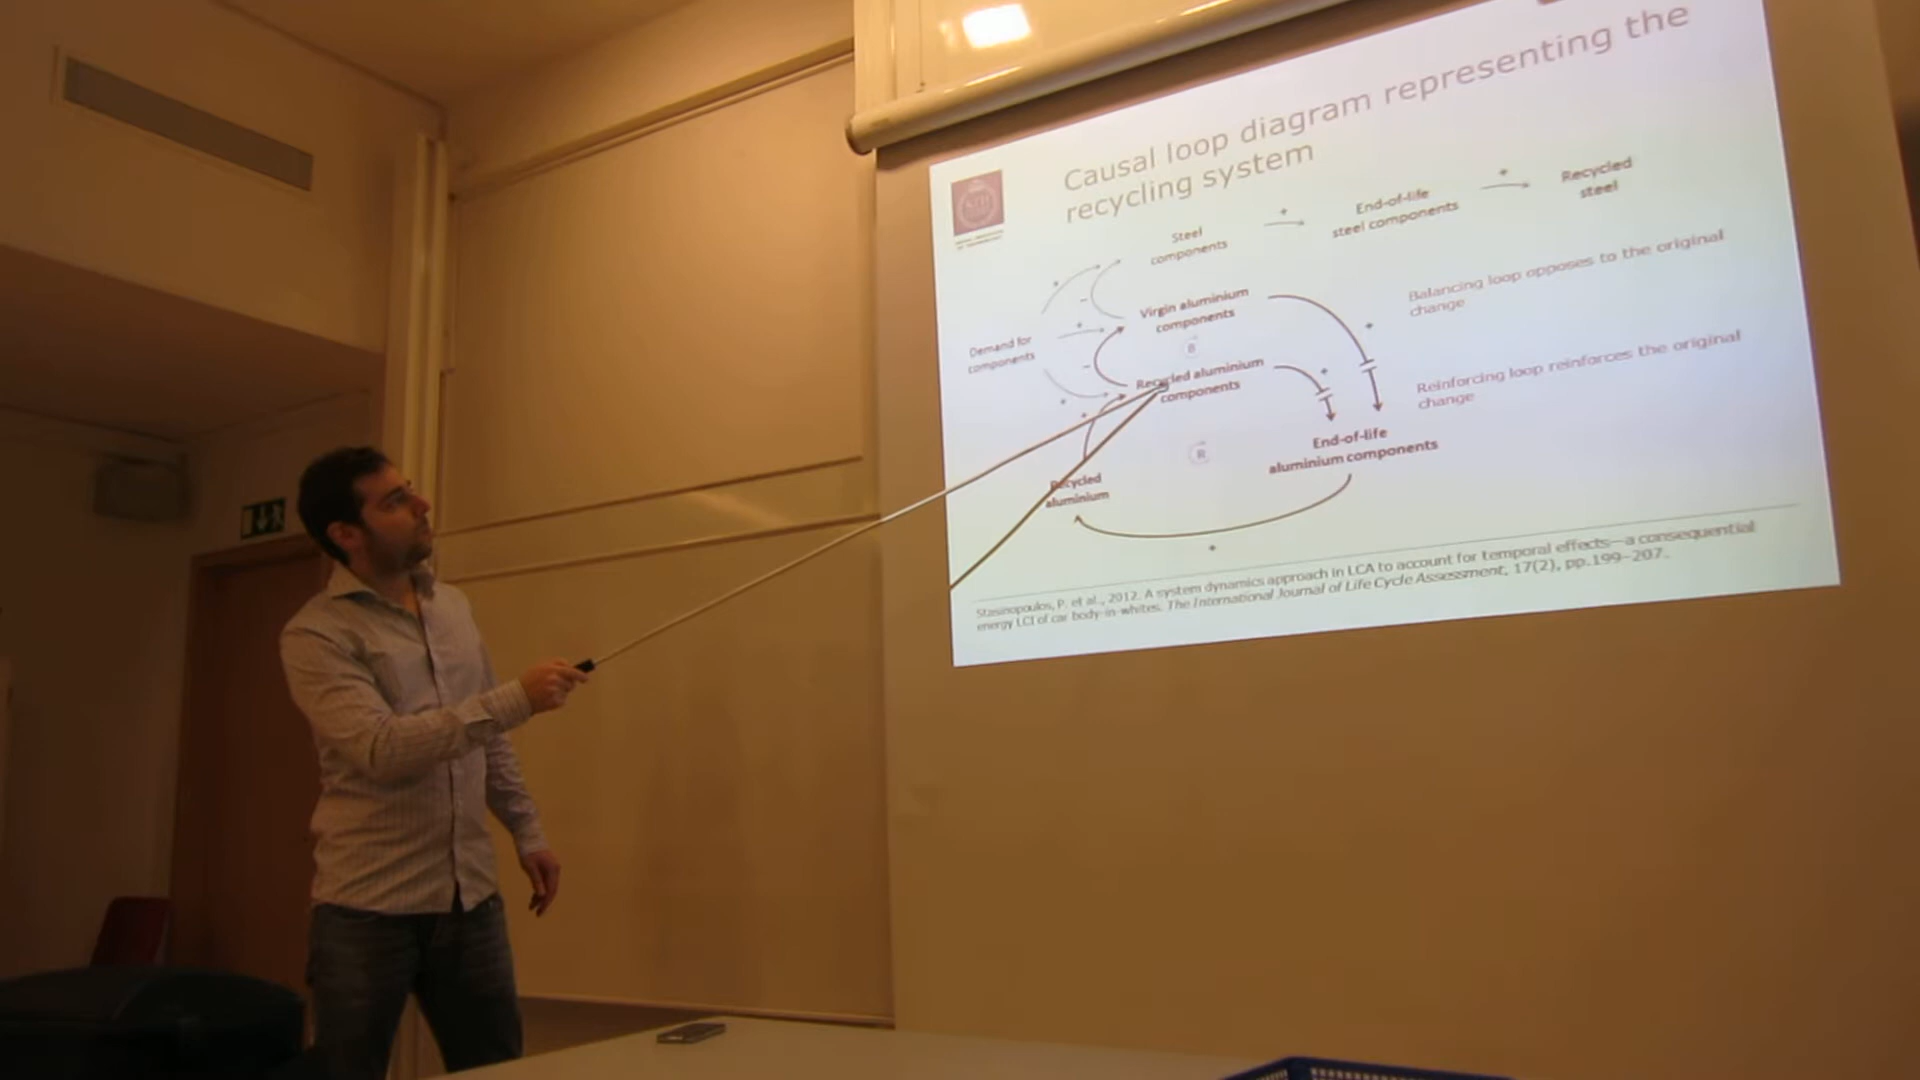 Causal loop diagram representing the
recycling system
Recycled
steel
End-of-life
steel components
Steel
components
Balancing loop opposes to the original
change
Virgin aluminium
components
Demand for
components
B
Reinforcing loop reinforces the original
change
Recycled aluminium
components
End-of-life
aluminium components
R
Recycled
aluminium
Stasinopoulos, P. et al., 2012. A system dynamics approach in LCA to account for temporal effects—a consequential
energy LCI of car body-in-whites. The International Journal of Life Cycle Assessment, 17(2), pp.199–207.